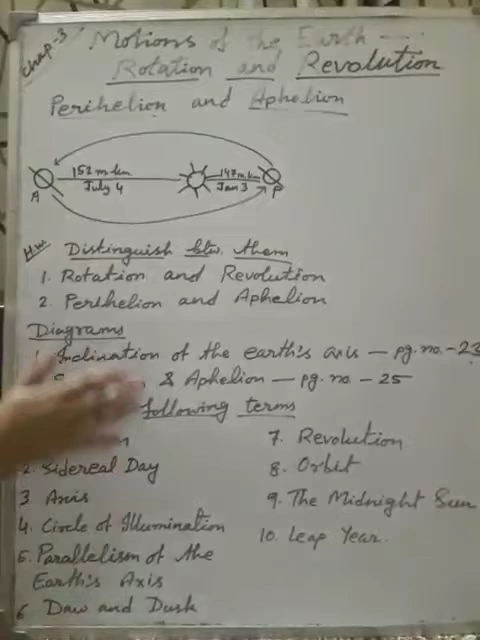 Chap-3
Motions of the Earth -
Rotation and Revolution
Perihelion and Aphelion
152 m.km
July 4
147 m.km
Jan 3
A
P
H.W
Distinguish btw. them
1. Rotation and Revolution
2. Perihelion and Aphelion
Diagrams
1. Inclination of the earth's axis — pg. no. - 23
& Aphelion — pg. no. - 25
following terms
2. Sidereal Day
3 Axis
4. Circle of Illumination
5. Parallelism of the
Earth's Axis
6 Daw and Dusk
7. Revolution
8. Orbit
9. The Midnight Sun
10. Leap Year.